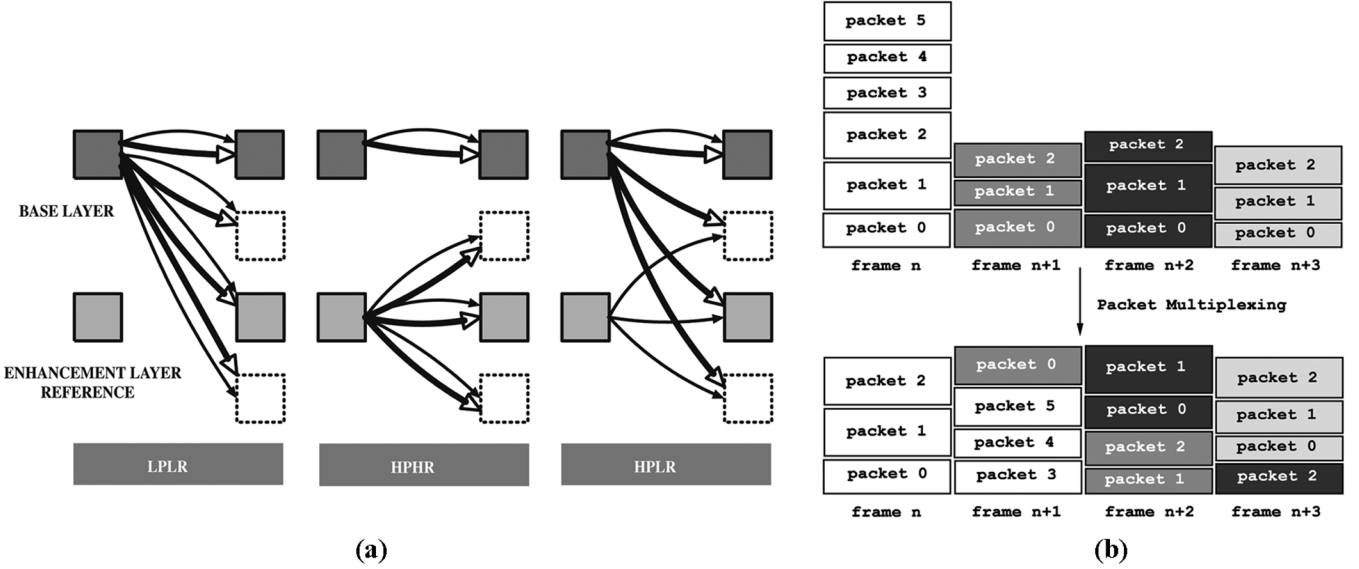 BASE LAYER
ENHANCEMENT LAYER
REFERENCE
LPLR
HPHR
HPLR
(a)
packet 5
packet 4
packet 3
packet 2
packet 1
packet 0
packet 2
packet 1
packet 0
packet 2
packet 1
packet 0
packet 2
packet 1
packet 0
frame n
frame n+1
frame n+2
frame n+3
Packet Multiplexing
packet 2
packet 1
packet 0
packet 0
packet 5
packet 4
packet 3
packet 1
packet 0
packet 2
packet 1
packet 2
packet 1
packet 0
packet 2
frame n
frame n+1
frame n+2
frame n+3
(b)